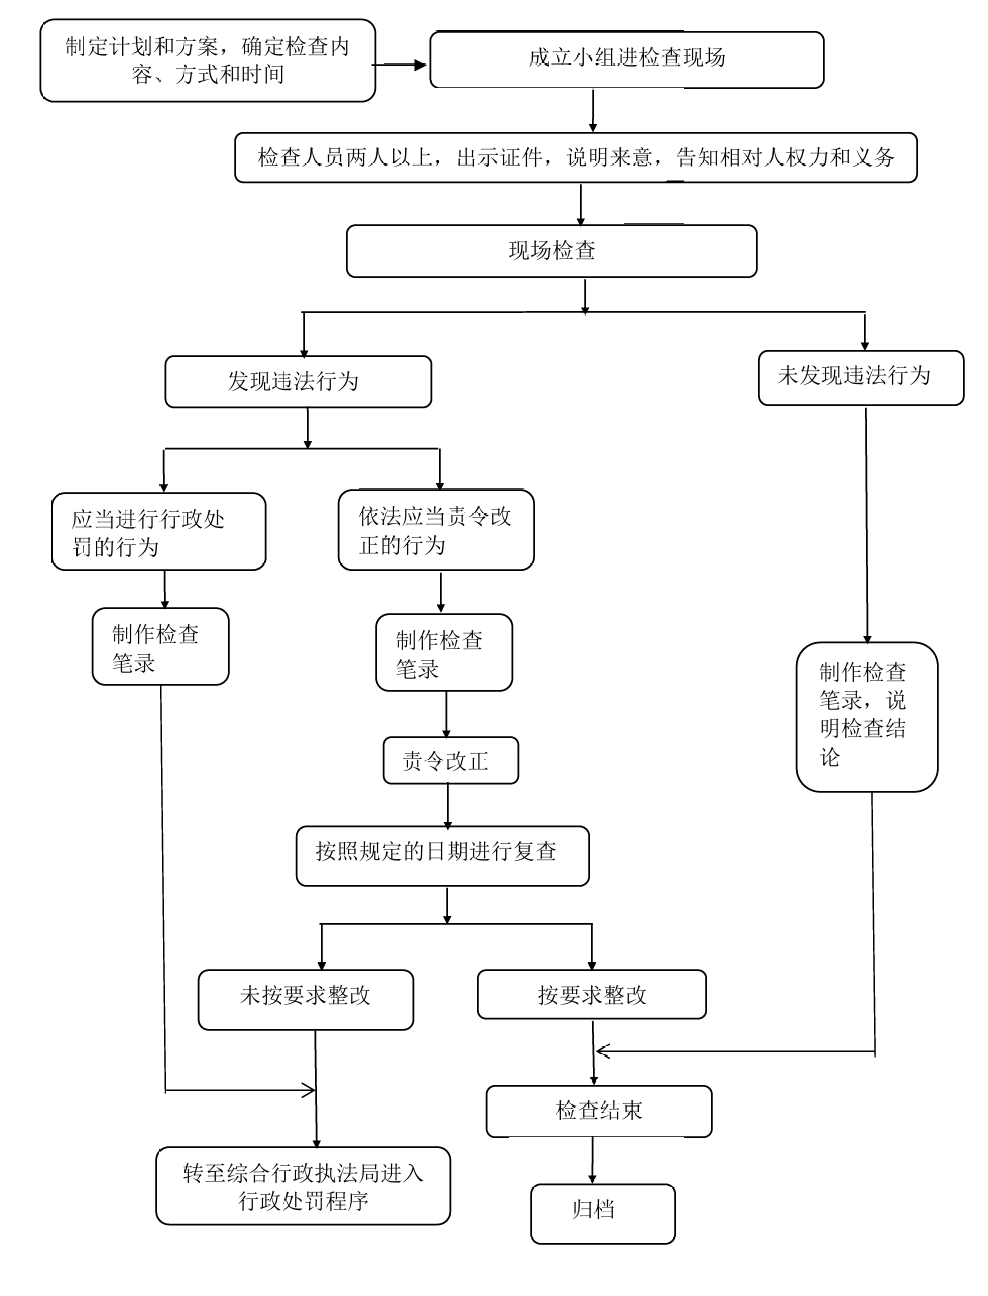 制定计划和方案，确定检查内
容、方式和时间
成立小组进检查现场
检查人员两人以上，出示证件，说明来意，告知相对人权力和义务
现场检查
发现违法行为
未发现违法行为
应当进行行政处
罚的行为
依法应当责令改
正的行为
制作检查
笔录
制作检查
笔录
制作检查
笔录，说
明检查结
论
责令改正
按照规定的日期进行复查
未按要求整改
按要求整改
检查结束
转至综合行政执法局进入
行政处罚程序
归档